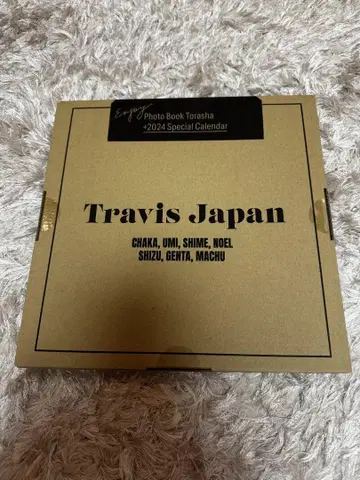 Enjoy
Photo Book Torasha
+2024 Special Calendar
Travis Japan
CHAKA, UMI, SHIME, NOEL
SHIZU, GENTA, MACHU